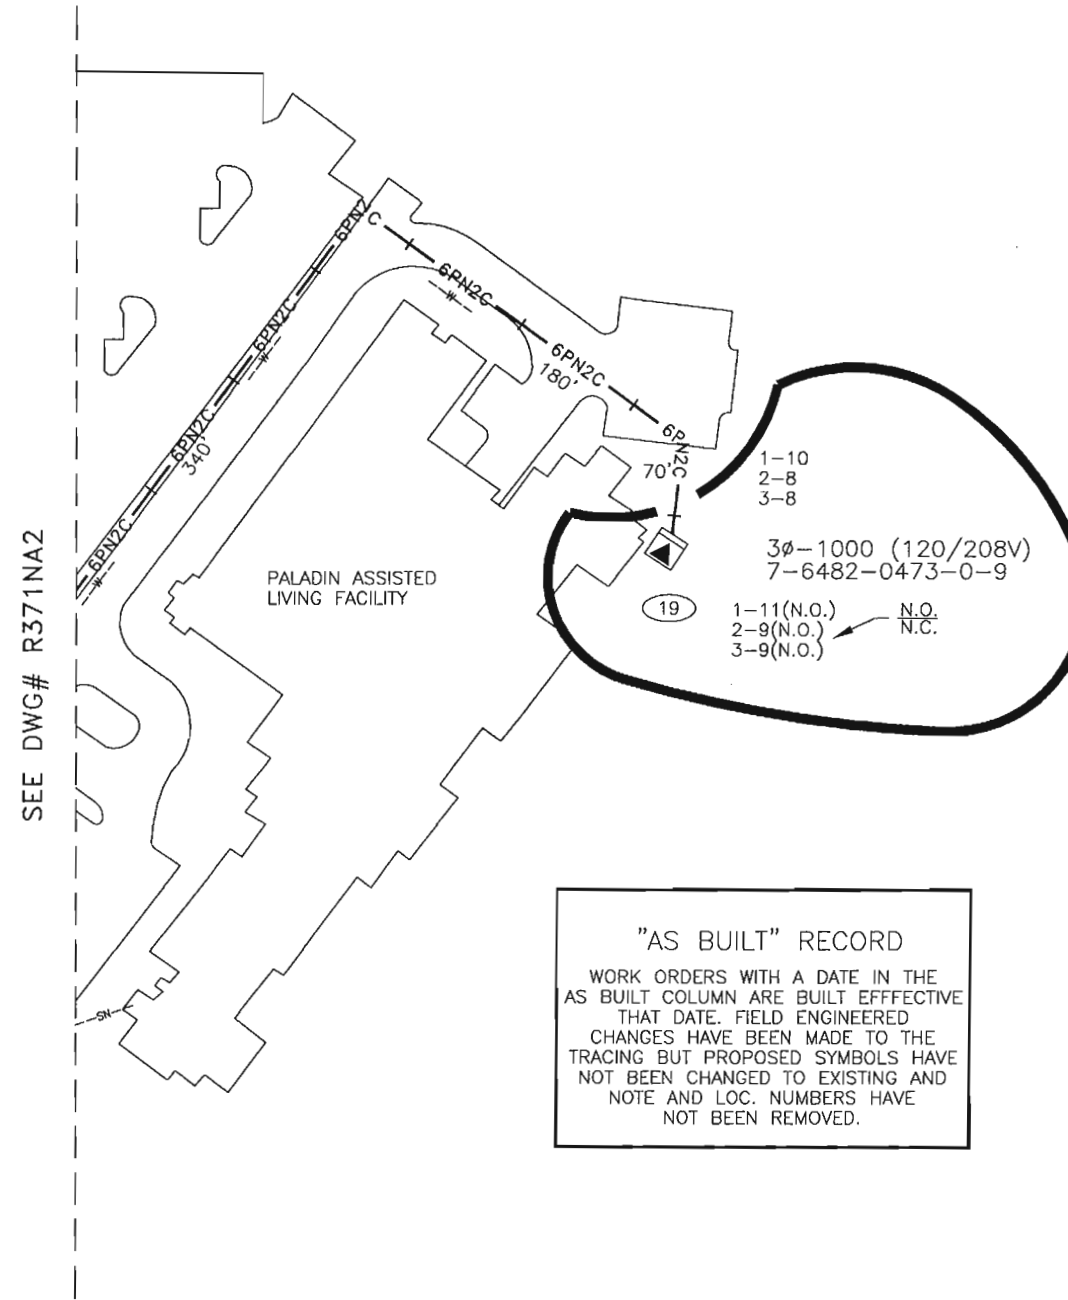 6PN2C
6PN2C
W
6PN2C
W
180'
6PN2C
6PN2C
6PN2C
W
70'
1-10
2-8
3-8
6PN2C
340'
6PN2C
W
3ø-1000 (120/208V)
7-6482-0473-0-9
19
1-11(N.O.)
2-9(N.O.)
3-9(N.O.)
N.O.
N.C.
PALADIN ASSISTED
LIVING FACILITY
SEE DWG# R371NA2
SN
"AS BUILT" RECORD
WORK ORDERS WITH A DATE IN THE
AS BUILT COLUMN ARE BUILT EFFFECTIVE
THAT DATE. FIELD ENGINEERED
CHANGES HAVE BEEN MADE TO THE
TRACING BUT PROPOSED SYMBOLS HAVE
NOT BEEN CHANGED TO EXISTING AND
NOTE AND LOC. NUMBERS HAVE
NOT BEEN REMOVED.